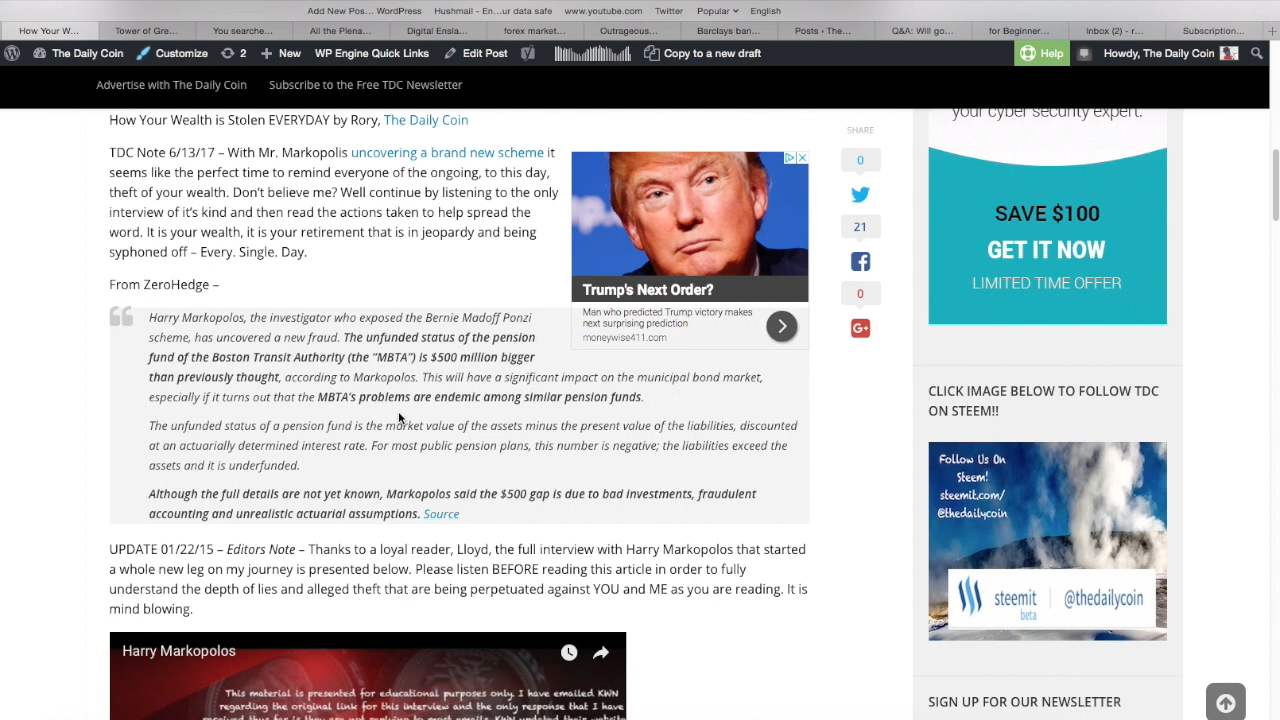 Add New Pos... WordPress Hushmail - En...ur data safe www.youtube.com Twitter Popular English
How Your W... Tower of Gre... You searche... All the Plena... Digital Ensla... forex market... Outrageous... Barclays ban... Posts ‹ The... Q&A: Will go... for Beginner... Inbox (2) - r... Subscription...
The Daily Coin Customize 2 New WP Engine Quick Links Edit Post Copy to a new draft Help Howdy, The Daily Coin
Advertise with The Daily Coin Subscribe to the Free TDC Newsletter
How Your Wealth is Stolen EVERYDAY by Rory, The Daily Coin
TDC Note 6/13/17 – With Mr. Markopolis uncovering a brand new scheme it
seems like the perfect time to remind everyone of the ongoing, to this day,
theft of your wealth. Don’t believe me? Well continue by listening to the only
interview of it’s kind and then read the actions taken to help spread the
word. It is your wealth, it is your retirement that is in jeopardy and being
syphoned off – Every. Single. Day.
From ZeroHedge –
Harry Markopolos, the investigator who exposed the Bernie Madoff Ponzi
scheme, has uncovered a new fraud. The unfunded status of the pension
fund of the Boston Transit Authority (the “MBTA”) is $500 million bigger
than previously thought, according to Markopolos. This will have a significant impact on the municipal bond market,
especially if it turns out that the MBTA’s problems are endemic among similar pension funds.
The unfunded status of a pension fund is the market value of the assets minus the present value of the liabilities, discounted
at an actuarially determined interest rate. For most public pension plans, this number is negative; the liabilities exceed the
assets and it is underfunded.
Although the full details are not yet known, Markopolos said the $500 gap is due to bad investments, fraudulent
accounting and unrealistic actuarial assumptions. Source
UPDATE 01/22/15 – Editors Note – Thanks to a loyal reader, Lloyd, the full interview with Harry Markopolos that started
a whole new leg on my journey is presented below. Please listen BEFORE reading this article in order to fully
understand the depth of lies and alleged theft that are being perpetuated against YOU and ME as you are reading. It is
mind blowing.
Harry Markopolos
This material is presented for educational purposes only. I have emailed KWN
regarding the original link for this interview and the only response that I have
Trump's Next Order?
Man who predicted Trump victory makes
next surprising prediction
moneywise411.com
SHARE
0
21
0
your cyber security expert.
SAVE $100
GET IT NOW
LIMITED TIME OFFER
CLICK IMAGE BELOW TO FOLLOW TDC
ON STEEM!!
Follow Us On
Steem!
steemit.com/
@thedailycoin
steemit
beta
@thedailycoin
SIGN UP FOR OUR NEWSLETTER